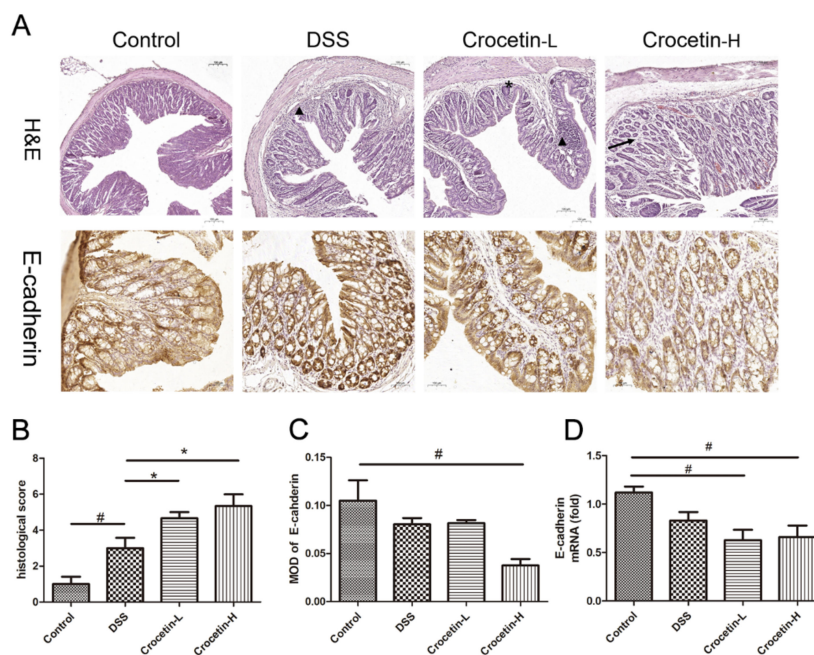 A
Control DSS Crocetin-L Crocetin-H
H&E
E-cadherin
B
histological score
8
6
4
2
0
* 
*
#
Control DSS Crocetin-L Crocetin-H
C
MOD of E-cahderin
0.15
0.10
0.05
0.00
#
Control DSS Crocetin-L Crocetin-H
D
E-cadherin
mRNA (fold)
1.5
1.0
0.5
0.0
#
#
Control DSS Crocetin-L Crocetin-H